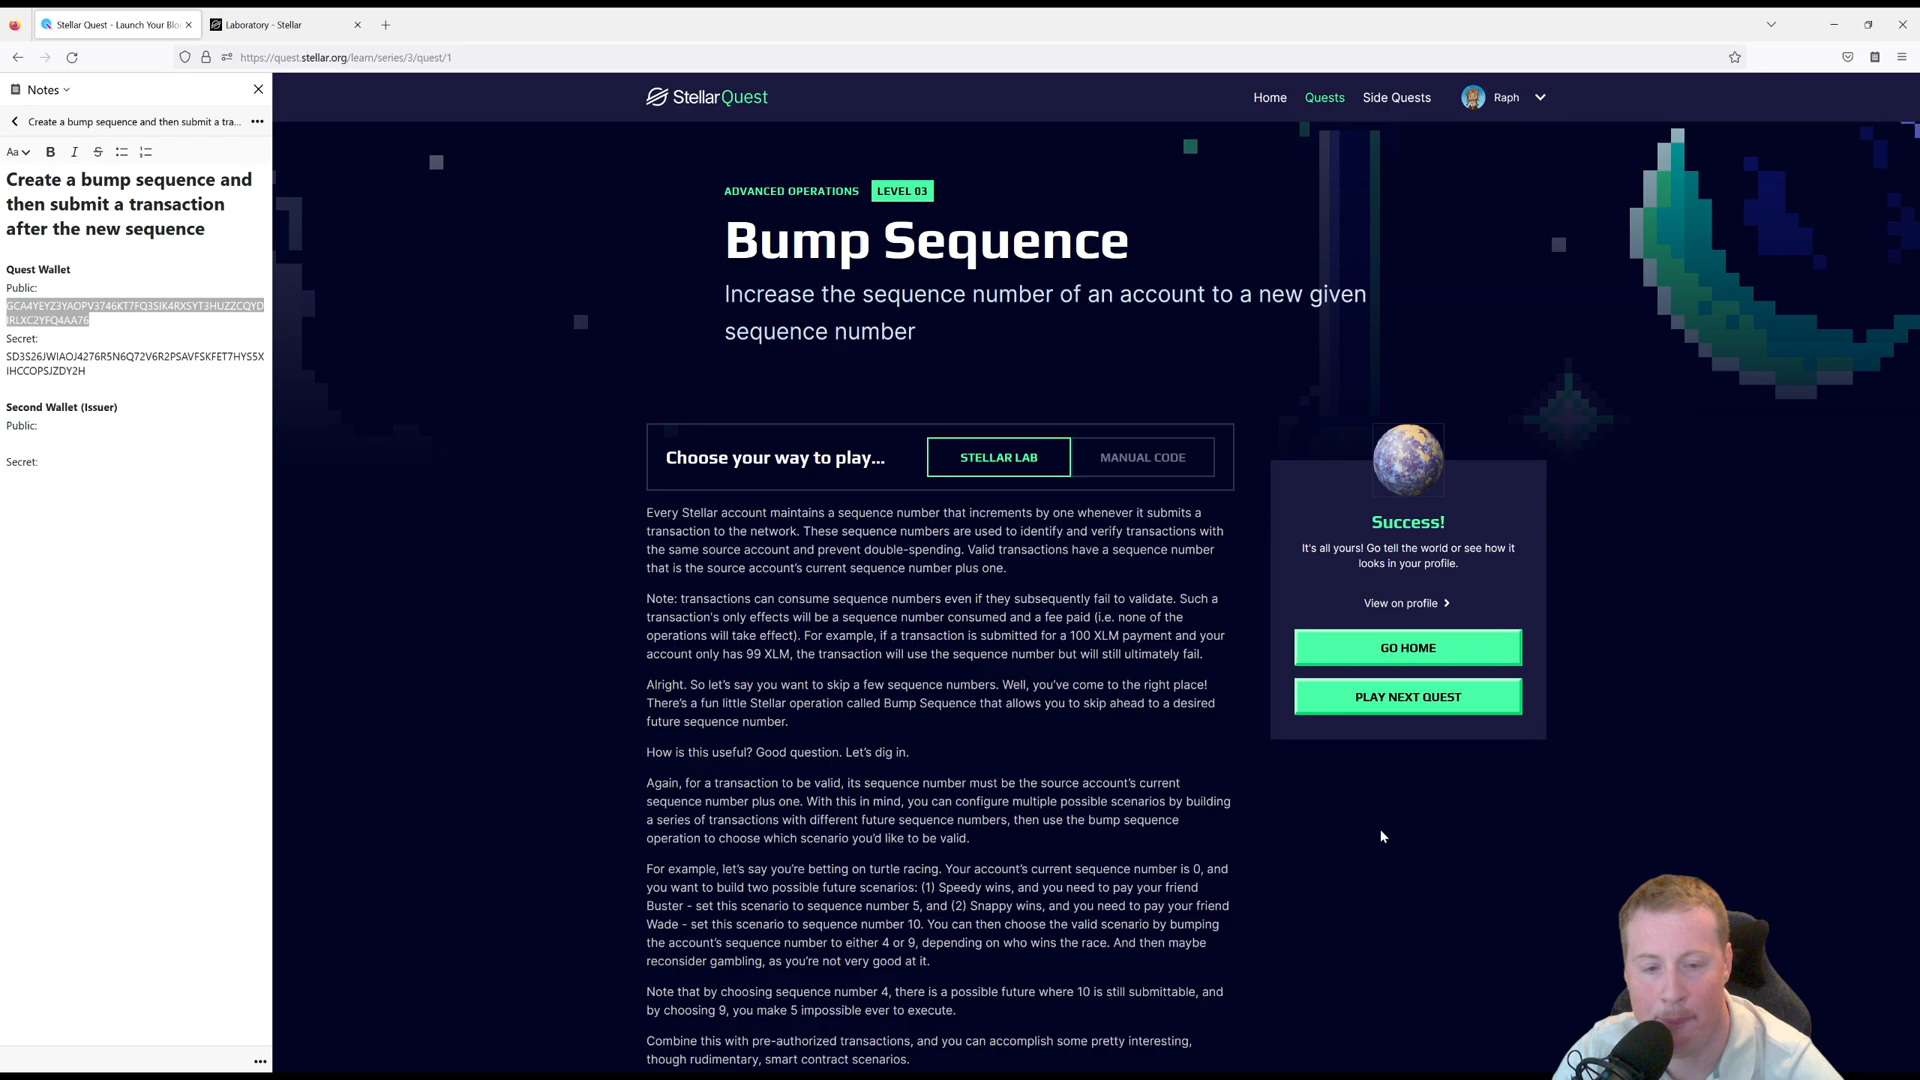 Stellar Quest - Launch Your Blo
Laboratory - Stellar
https://quest.stellar.org/learn/series/3/quest/1
Notes
Create a bump sequence and then submit a tra...
Aa B I S
Create a bump sequence and
then submit a transaction
after the new sequence
Quest Wallet
Public:
GCA4YEYZ3YAOPV3746KT7FQ3SIK4RXSYT3HUZZCQYD
IRLXC2YFQ4AA76
Secret:
SD3S26JWIAOJ4276R5N6Q72V6R2PSAVFSKFET7HYS5X
IHCCOPSJZDY2H
Second Wallet (Issuer)
Public:
Secret:
StellarQuest
Home
Quests
Side Quests
Raph
ADVANCED OPERATIONS LEVEL 03
Bump Sequence
Increase the sequence number of an account to a new given
sequence number
Choose your way to play...
STELLAR LAB
MANUAL CODE
Every Stellar account maintains a sequence number that increments by one whenever it submits a
transaction to the network. These sequence numbers are used to identify and verify transactions with
the same source account and prevent double-spending. Valid transactions have a sequence number
that is the source account's current sequence number plus one.
Note: transactions can consume sequence numbers even if they subsequently fail to validate. Such a
transaction's only effects will be a sequence number consumed and a fee paid (i.e. none of the
operations will take effect). For example, if a transaction is submitted for a 100 XLM payment and your
account only has 99 XLM, the transaction will use the sequence number but will still ultimately fail.
Alright. So let's say you want to skip a few sequence numbers. Well, you've come to the right place!
There's a fun little Stellar operation called Bump Sequence that allows you to skip ahead to a desired
future sequence number.
How is this useful? Good question. Let's dig in.
Again, for a transaction to be valid, its sequence number must be the source account's current
sequence number plus one. With this in mind, you can configure multiple possible scenarios by building
a series of transactions with different future sequence numbers, then use the bump sequence
operation to choose which scenario you'd like to be valid.
For example, let's say you're betting on turtle racing. Your account's current sequence number is 0, and
you want to build two possible future scenarios: (1) Speedy wins, and you need to pay your friend
Buster - set this scenario to sequence number 5, and (2) Snappy wins, and you need to pay your friend
Wade - set this scenario to sequence number 10. You can then choose the valid scenario by bumping
the account's sequence number to either 4 or 9, depending on who wins the race. And then maybe
reconsider gambling, as you're not very good at it.
Note that by choosing sequence number 4, there is a possible future where 10 is still submittable, and
by choosing 9, you make 5 impossible ever to execute.
Combine this with pre-authorized transactions, and you can accomplish some pretty interesting,
though rudimentary, smart contract scenarios.
Success!
It's all yours! Go tell the world or see how it
looks in your profile.
View on profile
GO HOME
PLAY NEXT QUEST